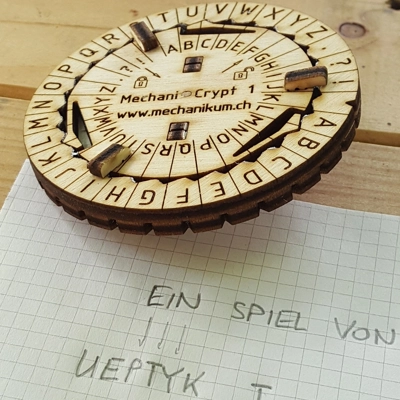 Mechani Crypt 1
www.mechanikum.ch
EIN SPIEL VON
UEPTYK T